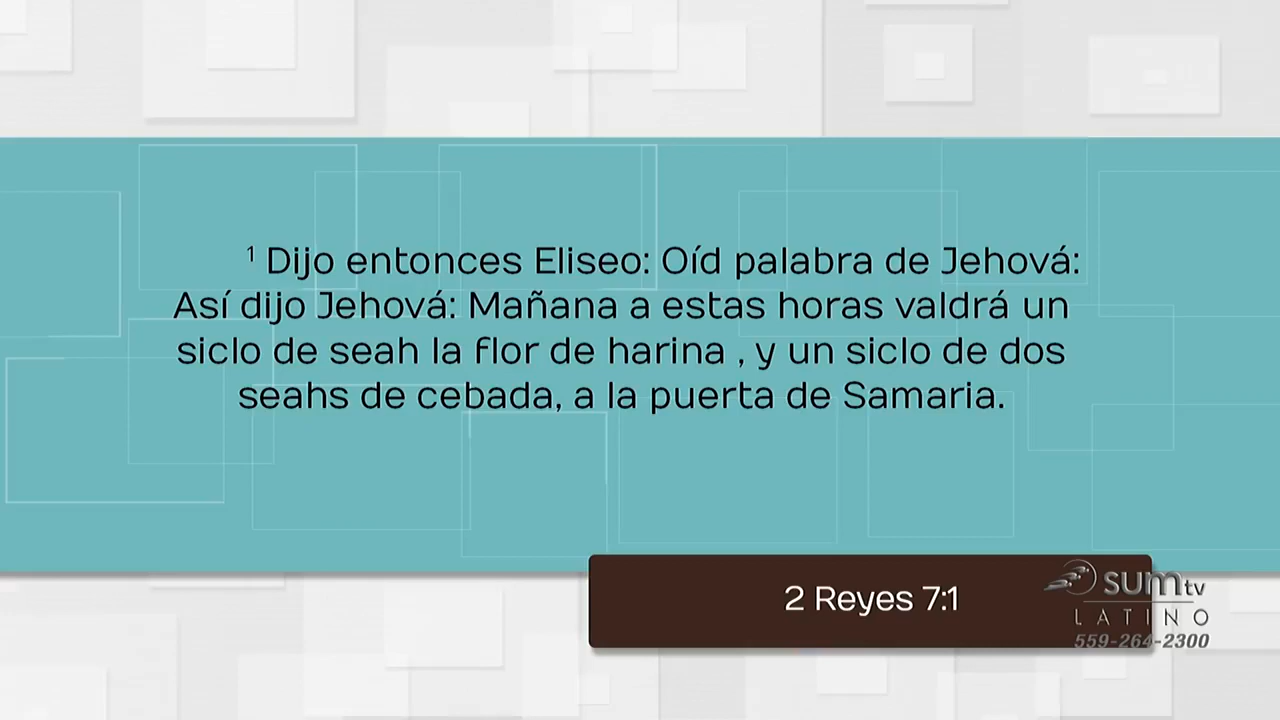 ¹ Dijo entonces Eliseo: Oíd palabra de Jehová:
Así dijo Jehová: Mañana a estas horas valdrá un
siclo de seah la flor de harina , y un siclo de dos
seahs de cebada, a la puerta de Samaria.
2 Reyes 7:1
sumtv
LATINO
559-264-2300